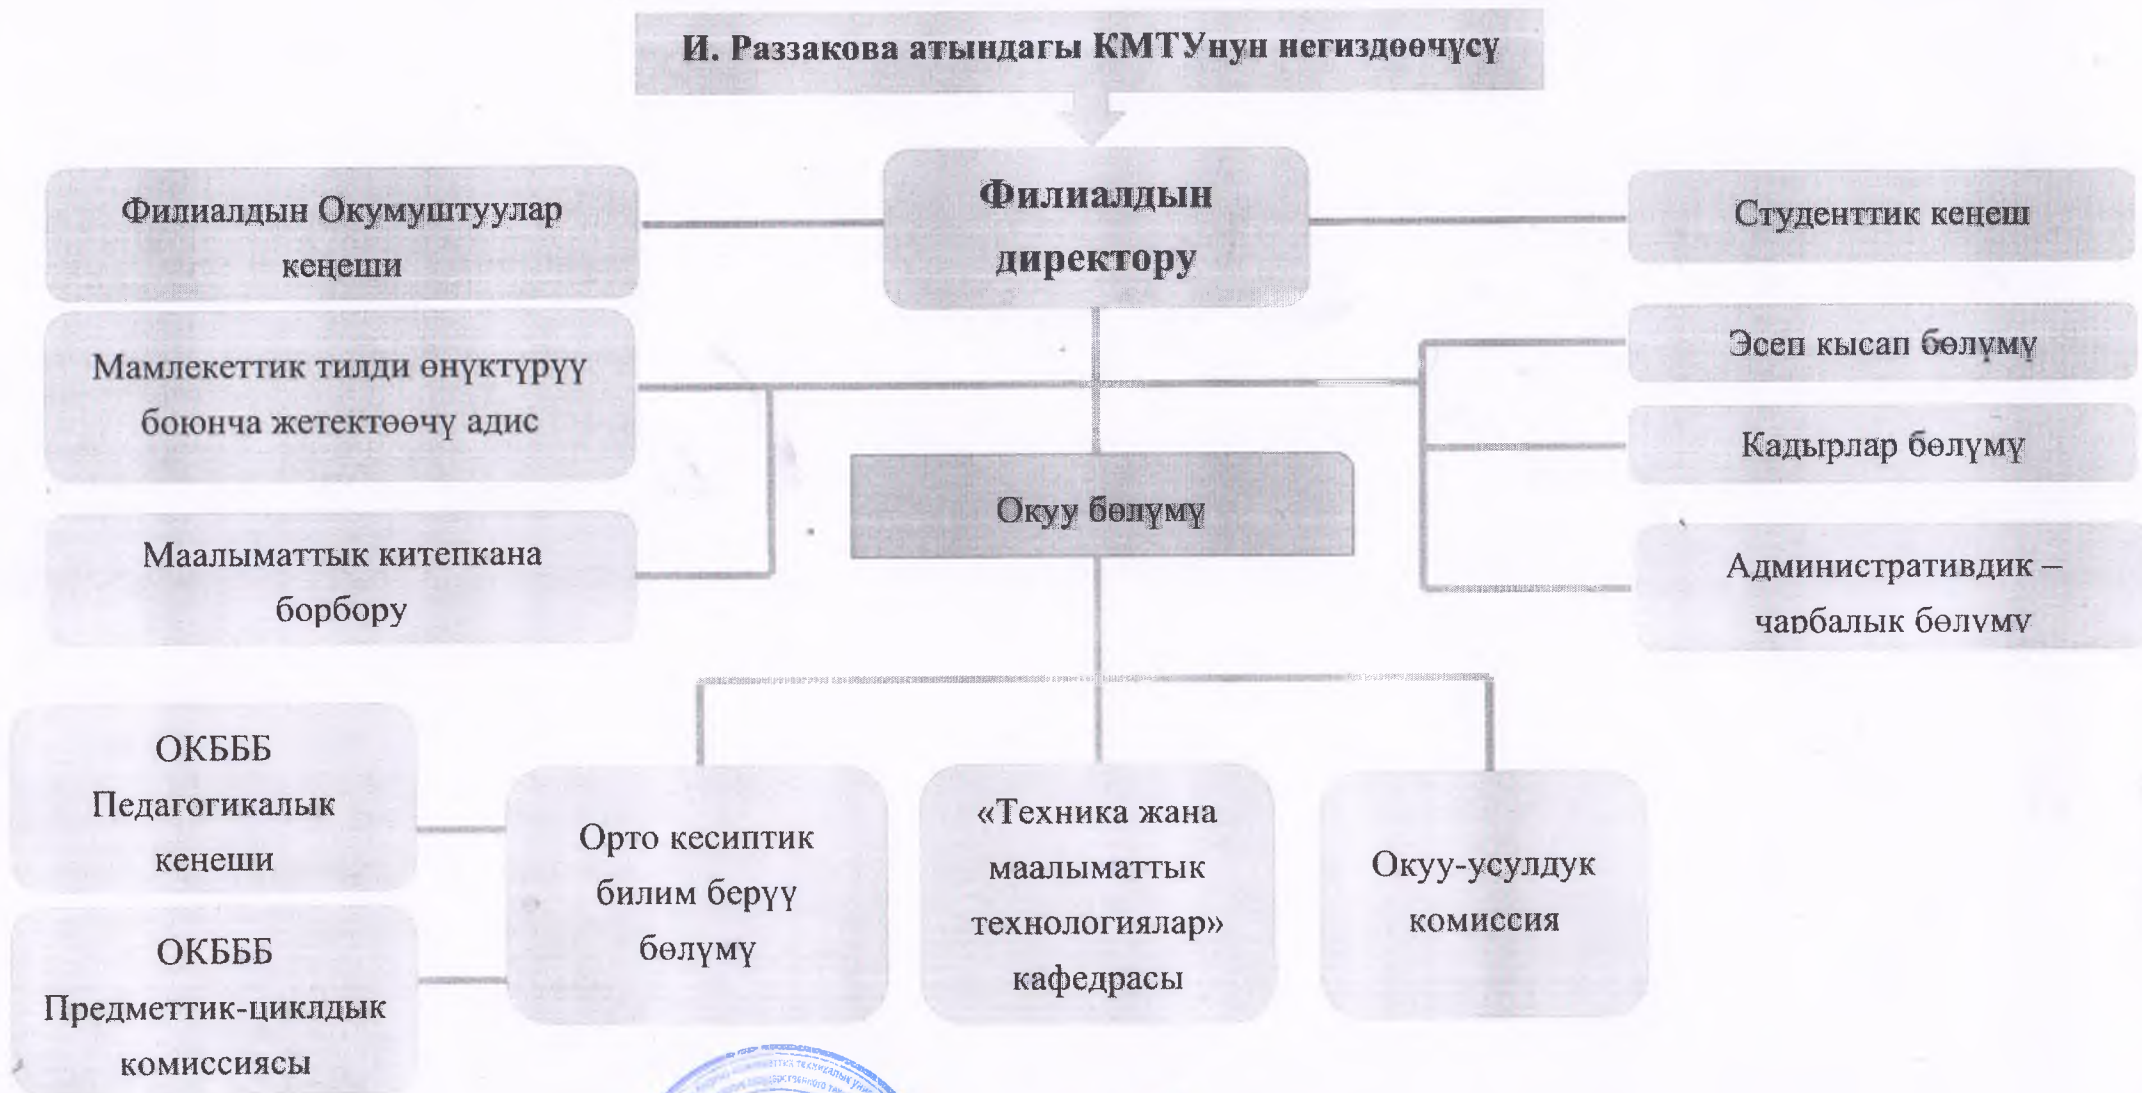 И. Раззакова атындагы КМТУнун негиздөөчүсү
Филиалдын
директору
Филиалдын Окумуштуулар
кеңеши
Студенттик кеңеш
Мамлекеттик тилди өнүктүрүү
боюнча жетектөөчү адис
Эсеп кысап бөлүмү
Кадырлар бөлүмү
Окуу бөлүмү
Маалыматтык китепкана
борбору
Административдик –
чарбалык бөлүмү
ОКБББ
Педагогикалык
кенеши
Орто кесиптик
билим берүү
бөлүмү
«Техника жана
маалыматтык
технологиялар»
кафедрасы
Окуу-усулдук
комиссия
ОКБББ
Предметтик-циклдык
комиссиясы